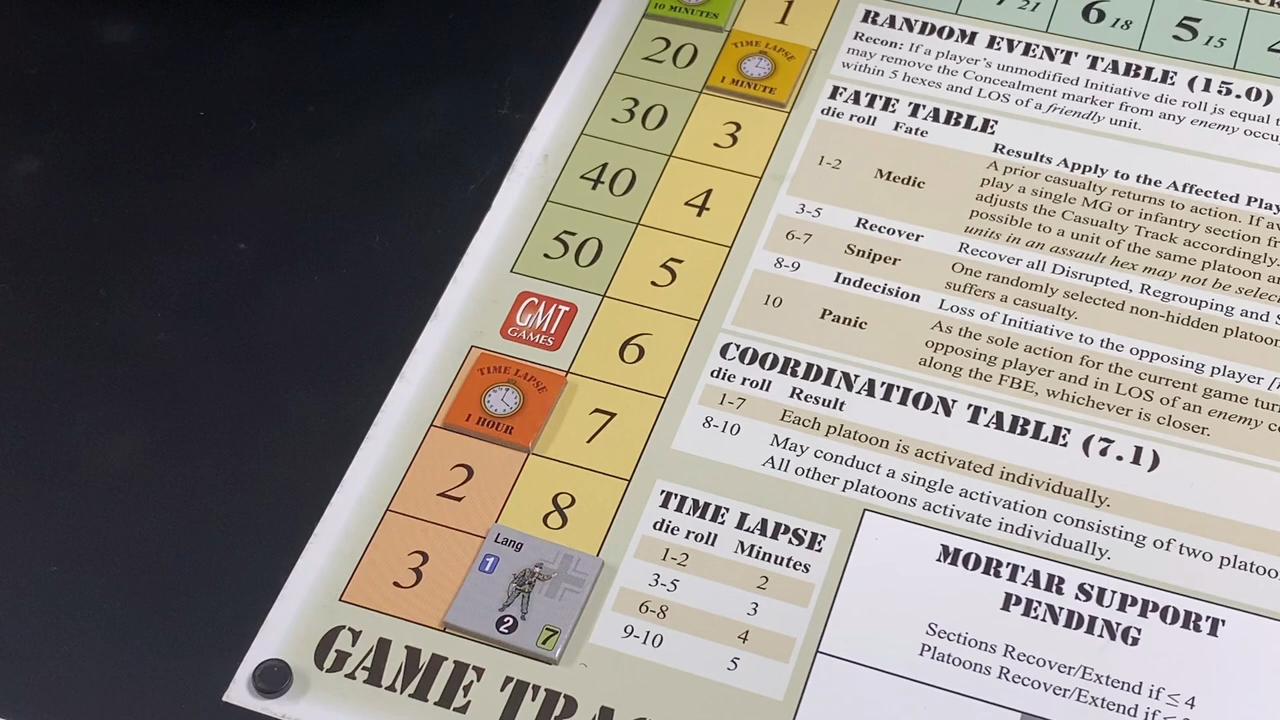 10 MINUTES
20
30
40
50
GMT
GAMES
TIME LAPSE
1 HOUR
2
3
1
TIME LAPSE
1 MINUTE
3
4
5
6
7
8
Lang
1
2
7
GAME
21
6 18
5 15
RANDOM EVENT TABLE (15.0)
Recon: If a player's unmodified Initiative die roll is equal
may remove the Concealment marker from any enemy
within 5 hexes and LOS of a friendly unit.
FATE TABLE
die roll Fate
Results Apply to the Affected
1-2 Medic
A prior casualty returns to action. If
play a single MG or infantry section
adjusts the Casualty Track accordingly.
possible to a unit of the same platoon
units in an assault hex may not be
3-5 Recover Recover all Disrupted, Regrouping and
6-7 Sniper One randomly selected non-hidden
suffers a casualty.
8-9 Indecision Loss of Initiative to the opposing player
10 Panic As the sole action for the current game
opposing player and in LOS of an enemy
along the FBE, whichever is closer.
COORDINATION TABLE (7.1)
die roll Result
1-7 Each platoon is activated individually.
8-10 May conduct a single activation consisting of two
All other platoons activate individually.
TIME LAPSE
die roll Minutes
1-2 2
3-5 3
6-8 4
9-10 5
MORTAR SUPPORT
PENDING
Sections Recover/Extend if ≤ 4
Platoons Recover/Extend if ≤